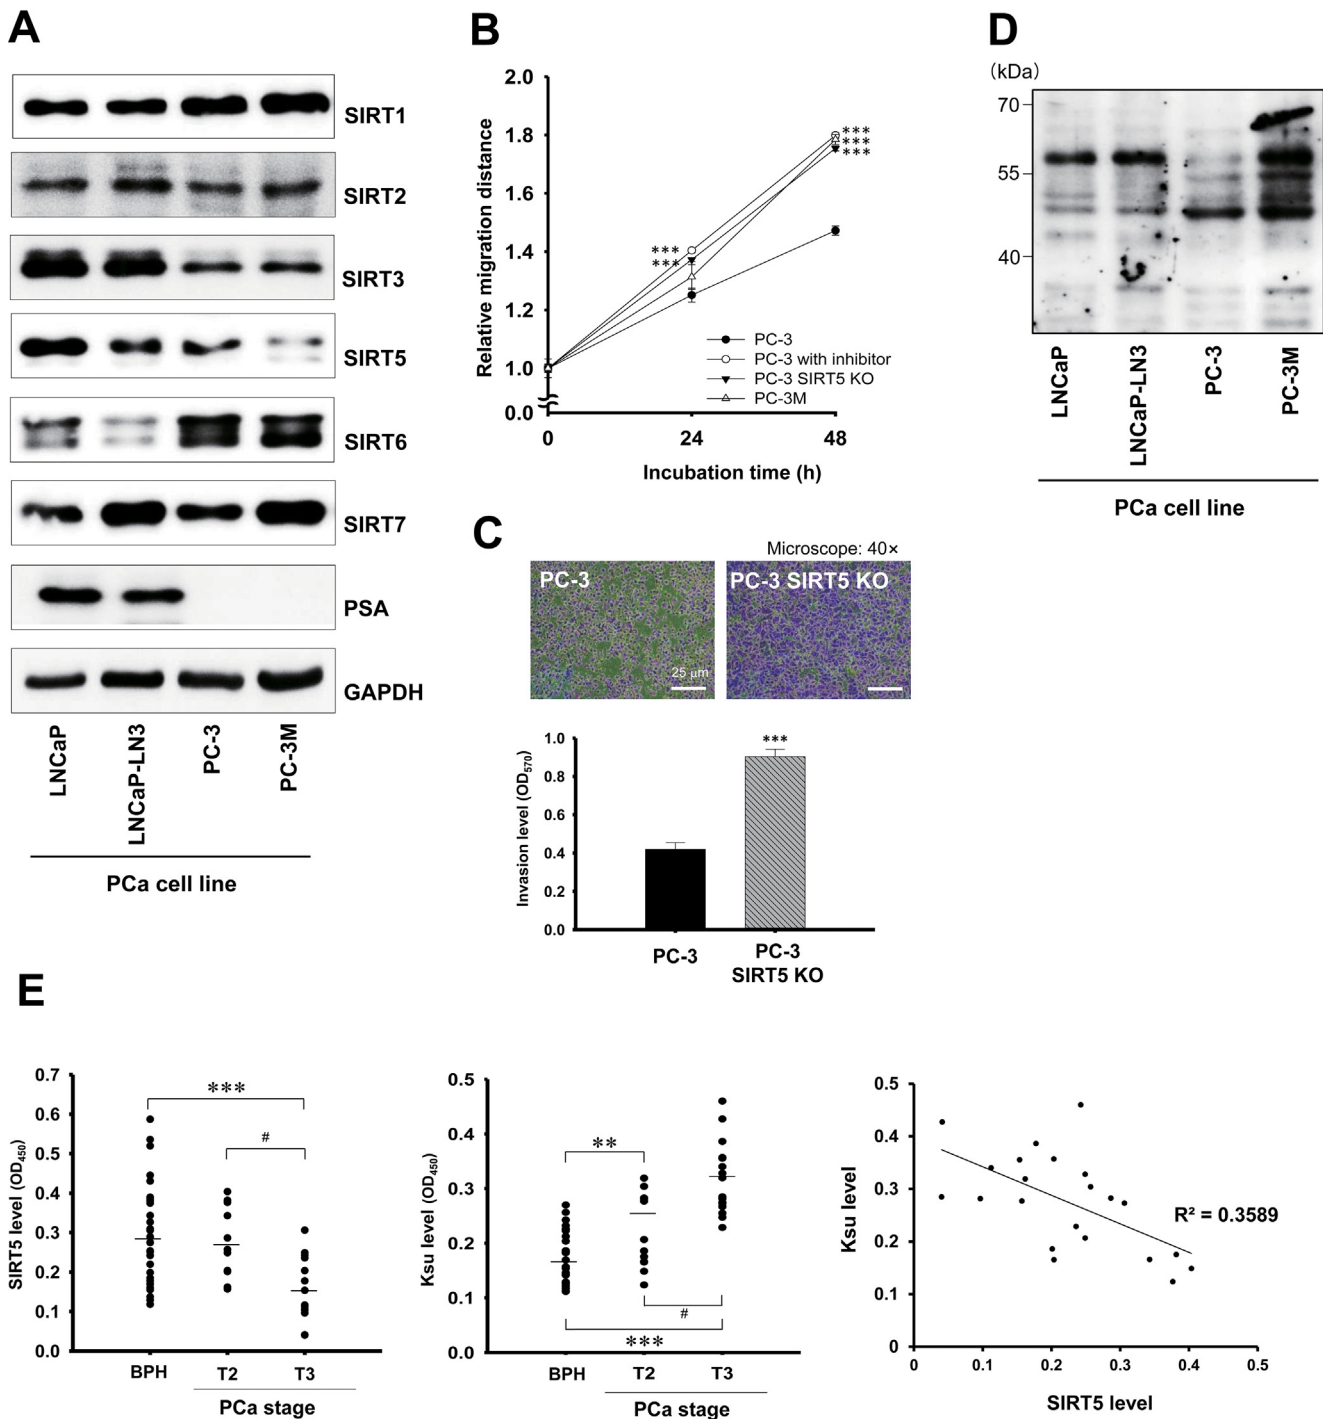 A
SIRT1
SIRT2
SIRT3
SIRT5
SIRT6
SIRT7
PSA
GAPDH
LNCaP
LNCaP-LN3
PC-3
PC-3M
PCa cell line
B
Relative migration distance
2.0
1.8
1.6
1.4
1.2
1.0
0.0
***
***
***
***
***
PC-3
PC-3 with inhibitor
PC-3 SIRT5 KO
PC-3M
0
24
48
Incubation time (h)
C
Microscope: 40×
PC-3
PC-3 SIRT5 KO
25 μm
Invasion level (OD570)
1.0
0.8
0.6
0.4
0.2
0.0
***
PC-3
PC-3
SIRT5 KO
D
(kDa)
70
55
40
LNCaP
LNCaP-LN3
PC-3
PC-3M
PCa cell line
E
SIRT5 level (OD450)
0.7
0.6
0.5
0.4
0.3
0.2
0.1
0.0
***
#
BPH
T2
T3
PCa stage
Ksu level (OD450)
0.5
0.4
0.3
0.2
0.1
0.0
**
#
***
BPH
T2
T3
PCa stage
Ksu level
0.5
0.4
0.3
0.2
0.1
0
R² = 0.3589
0
0.1
0.2
0.3
0.4
0.5
SIRT5 level